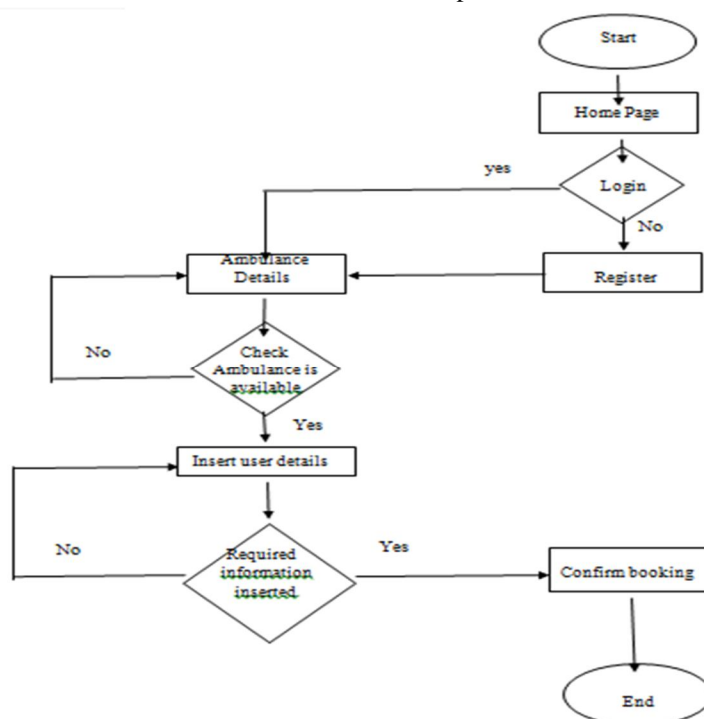 Start
Home Page
yes
Login
No
Ambulance
Details
Register
No
Check
Ambulance is
available
Yes
Insert user details
No
Required
information
inserted
Yes
Confirm booking
End